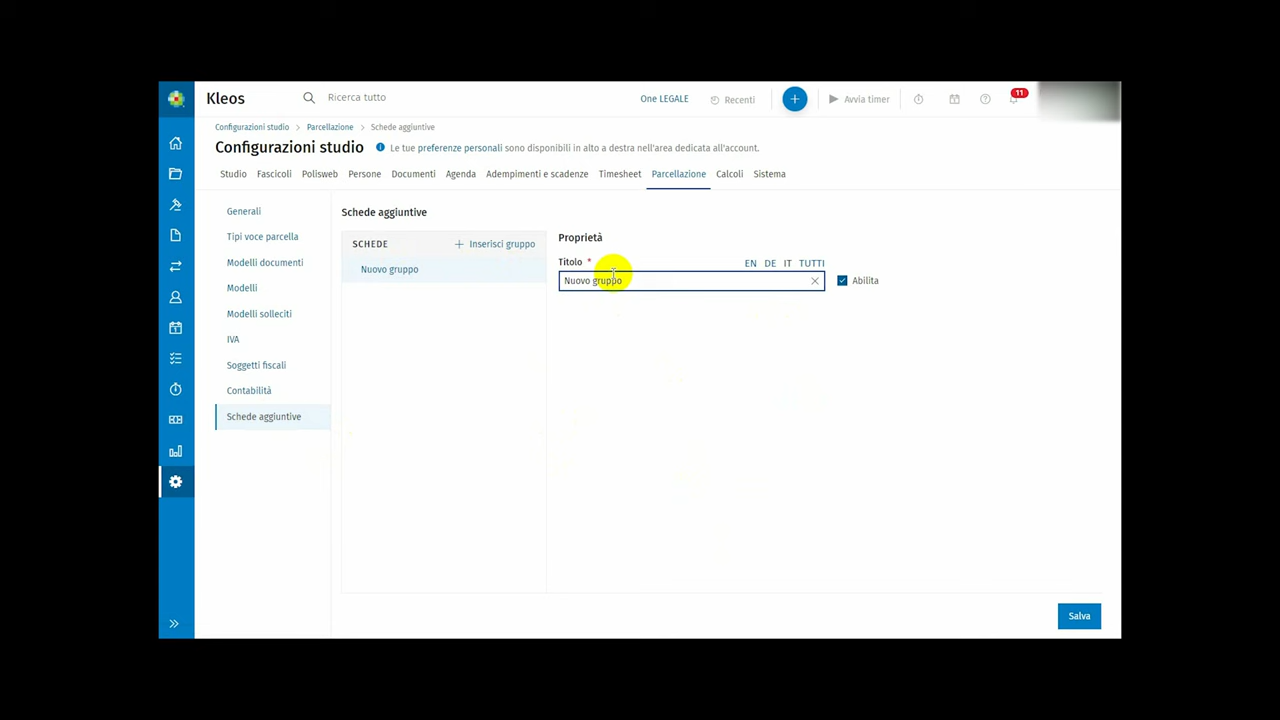 Kleos
Ricerca tutto
One LEGALE
Recenti
Avvia timer
11
Configurazioni studio > Parcellazione > Schede aggiuntive
Configurazioni studio
Le tue preferenze personali sono disponibili in alto a destra nell'area dedicata all'account.
Studio Fascicoli Polisweb Persone Documenti Agenda Adempimenti e scadenze Timesheet Parcellazione Calcoli Sistema
Generali
Tipi voce parcella
Modelli documenti
Modelli
Modelli solleciti
IVA
Soggetti fiscali
Contabilità
Schede aggiuntive
Schede aggiuntive
SCHEDE
Inserisci gruppo
Nuovo gruppo
Proprietà
Titolo *
EN DE IT TUTTI
Nuovo gruppo
Abilita
Salva